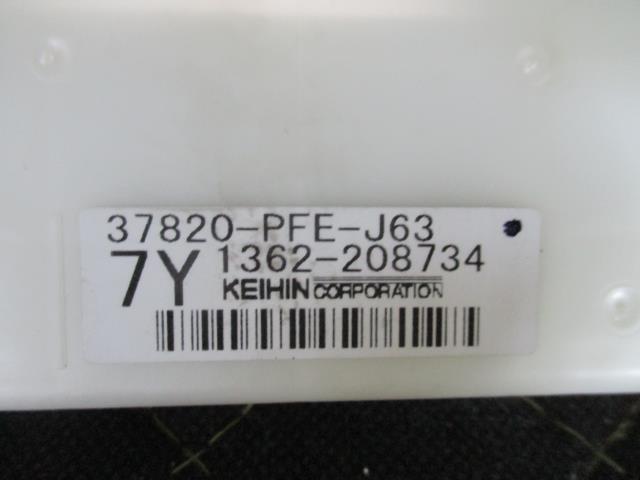 37820-PFE-J63
7Y 1362-208734
KEIHIN CORPORATION